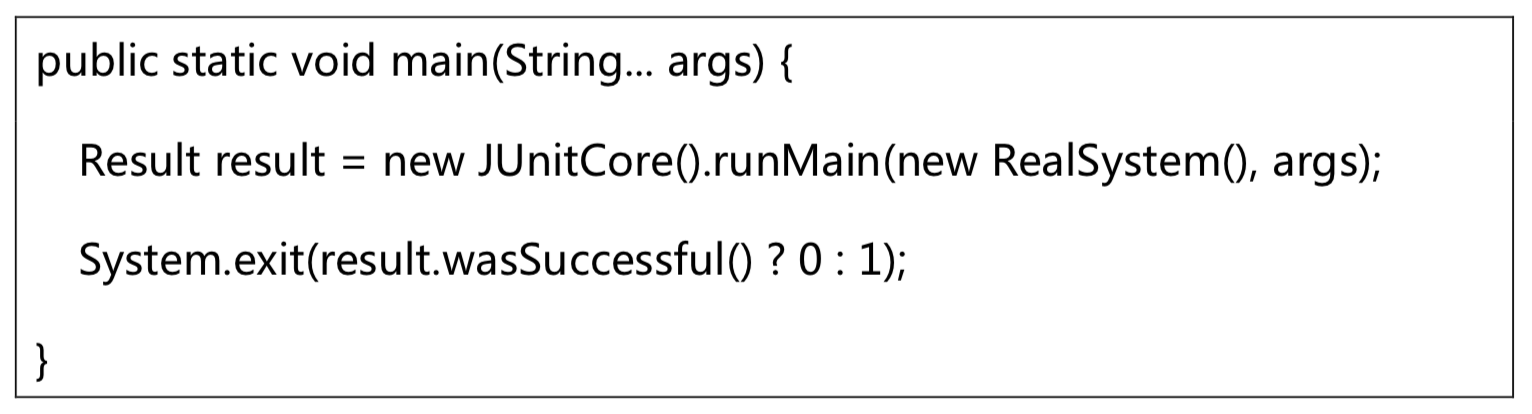 public static void main(String... args) {
Result result = new JUnitCore().runMain(new RealSystem(), args);
System.exit(result.wasSuccessful() ? 0 : 1);
}